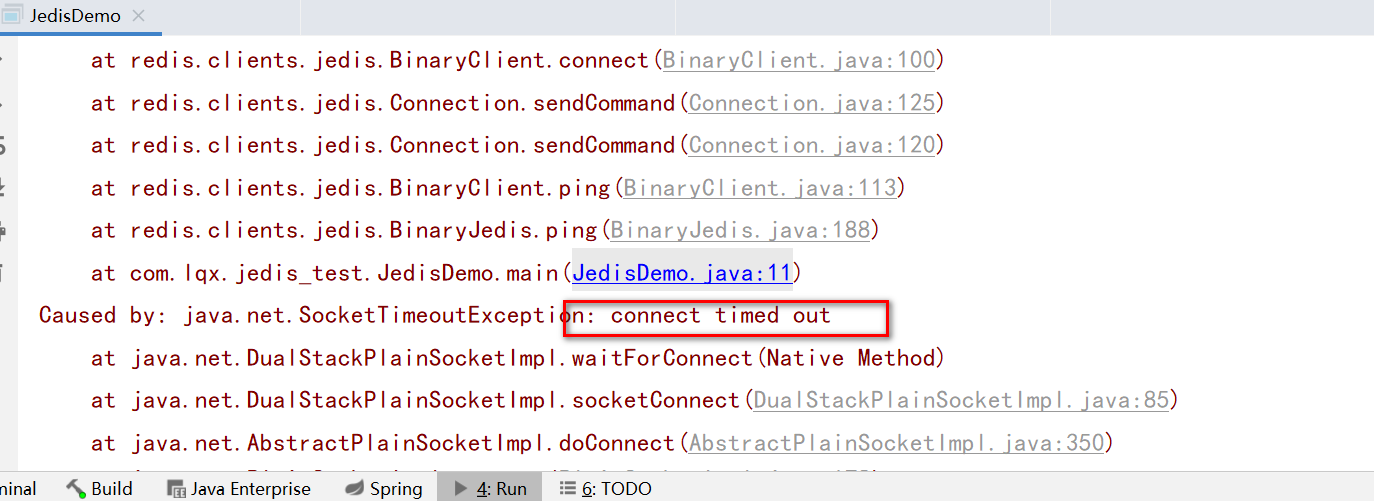 JedisDemo
at redis.clients.jedis.BinaryClient.connect(BinaryClient.java:100)
at redis.clients.jedis.Connection.sendCommand(Connection.java:125)
at redis.clients.jedis.Connection.sendCommand(Connection.java:120)
at redis.clients.jedis.BinaryClient.ping(BinaryClient.java:113)
at redis.clients.jedis.BinaryJedis.ping(BinaryJedis.java:188)
at com.lqx.jedis_test.JedisDemo.main(JedisDemo.java:11)
Caused by: java.net.SocketTimeoutException: connect timed out
at java.net.DualStackPlainSocketImpl.waitForConnect(Native Method)
at java.net.DualStackPlainSocketImpl.socketConnect(DualStackPlainSocketImpl.java:85)
at java.net.AbstractPlainSocketImpl.doConnect(AbstractPlainSocketImpl.java:350)
minal Build Java Enterprise Spring 4: Run 6: TODO